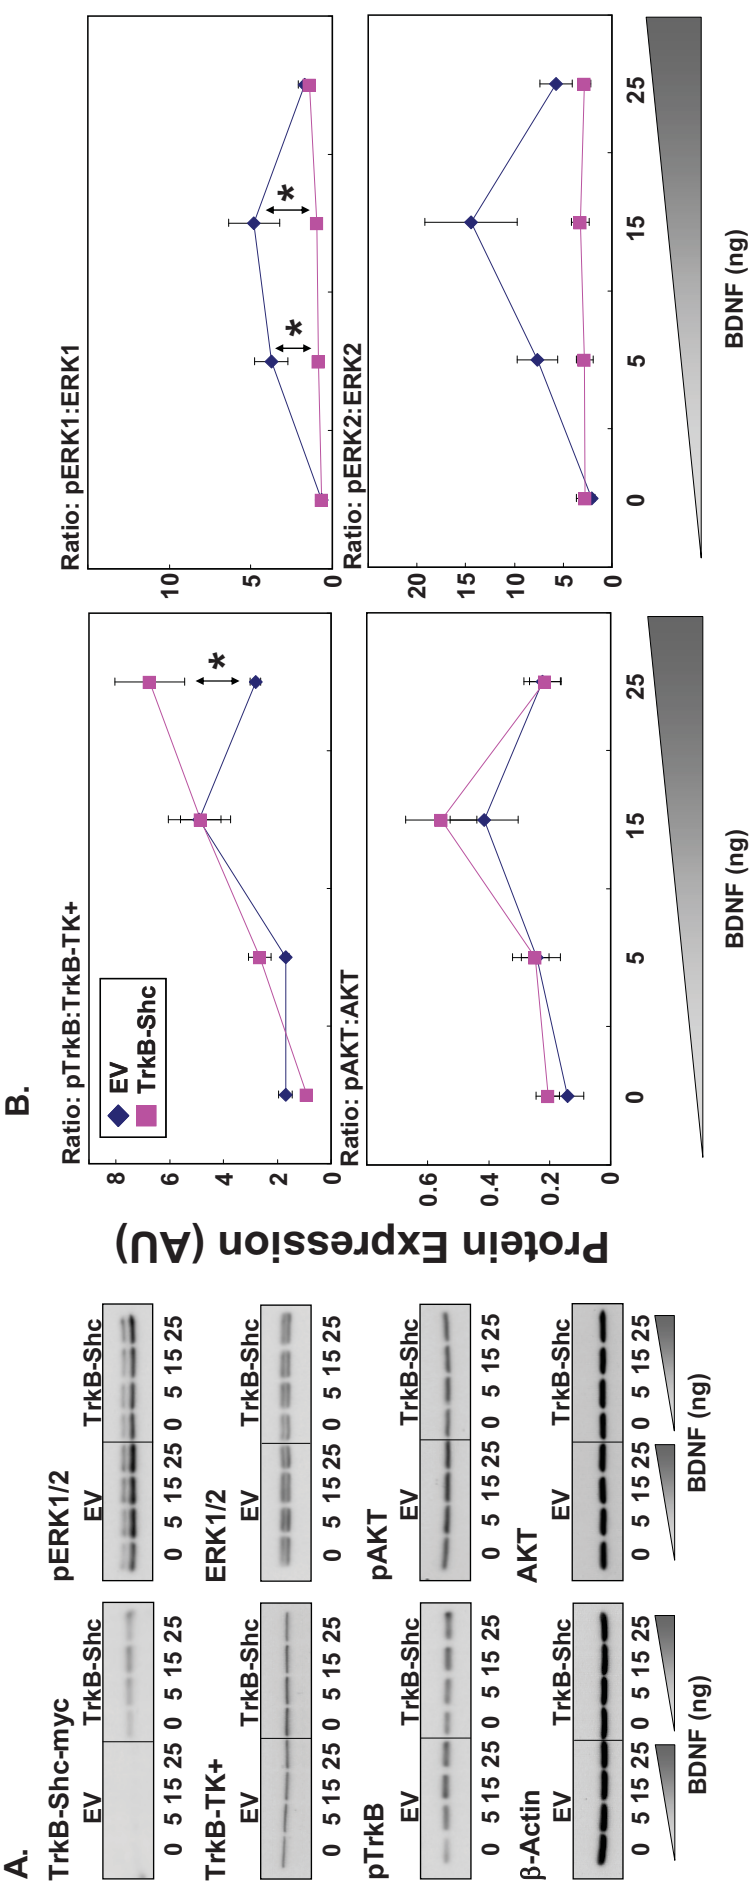 A.
TrkB-Shc-myc
EV TrkB-Shc
0 5 15 25 0 5 15 25
TrkB-TK+
EV TrkB-Shc
0 5 15 25 0 5 15 25
pTrkB
EV TrkB-Shc
0 5 15 25 0 5 15 25
β-Actin
EV TrkB-Shc
0 5 15 25 0 5 15 25
BDNF (ng)
pERK1/2
EV TrkB-Shc
0 5 15 25 0 5 15 25
ERK1/2
EV TrkB-Shc
0 5 15 25 0 5 15 25
pAKT
EV TrkB-Shc
0 5 15 25 0 5 15 25
AKT
EV TrkB-Shc
0 5 15 25 0 5 15 25
BDNF (ng)
B.
Protein Expression (AU)
Ratio: pTrkB:TrkB-TK+
EV
TrkB-Shc
8
6
4
2
0
*
Ratio: pAKT:AKT
0.6
0.4
0.2
0
0 5 15 25
BDNF (ng)
Ratio: pERK1:ERK1
10
5
0
*
*
Ratio: pERK2:ERK2
20
15
10
5
0
0 5 15 25
BDNF (ng)